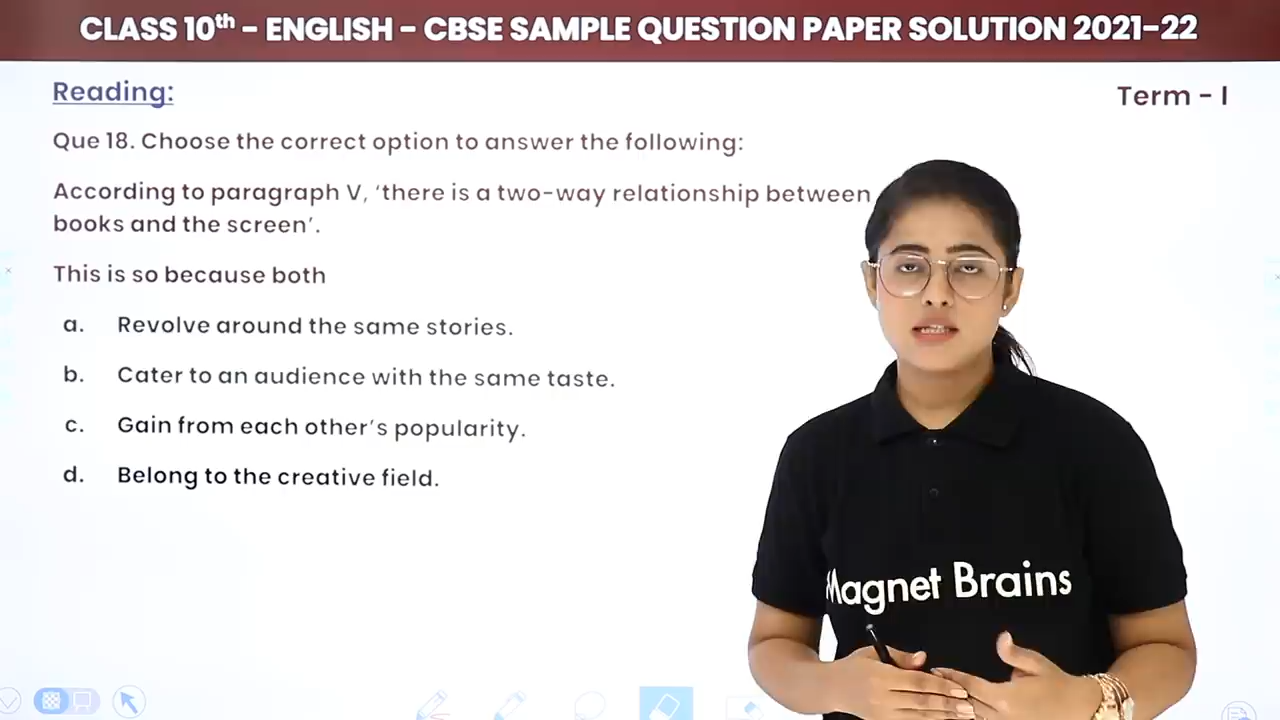 CLASS 10th – ENGLISH – CBSE SAMPLE QUESTION PAPER SOLUTION 2021–22
Reading:
Term - I
Que 18. Choose the correct option to answer the following:
According to paragraph V, ‘there is a two-way relationship between
books and the screen’.
This is so because both
a. Revolve around the same stories.
b. Cater to an audience with the same taste.
c. Gain from each other’s popularity.
d. Belong to the creative field.
Magnet Brains